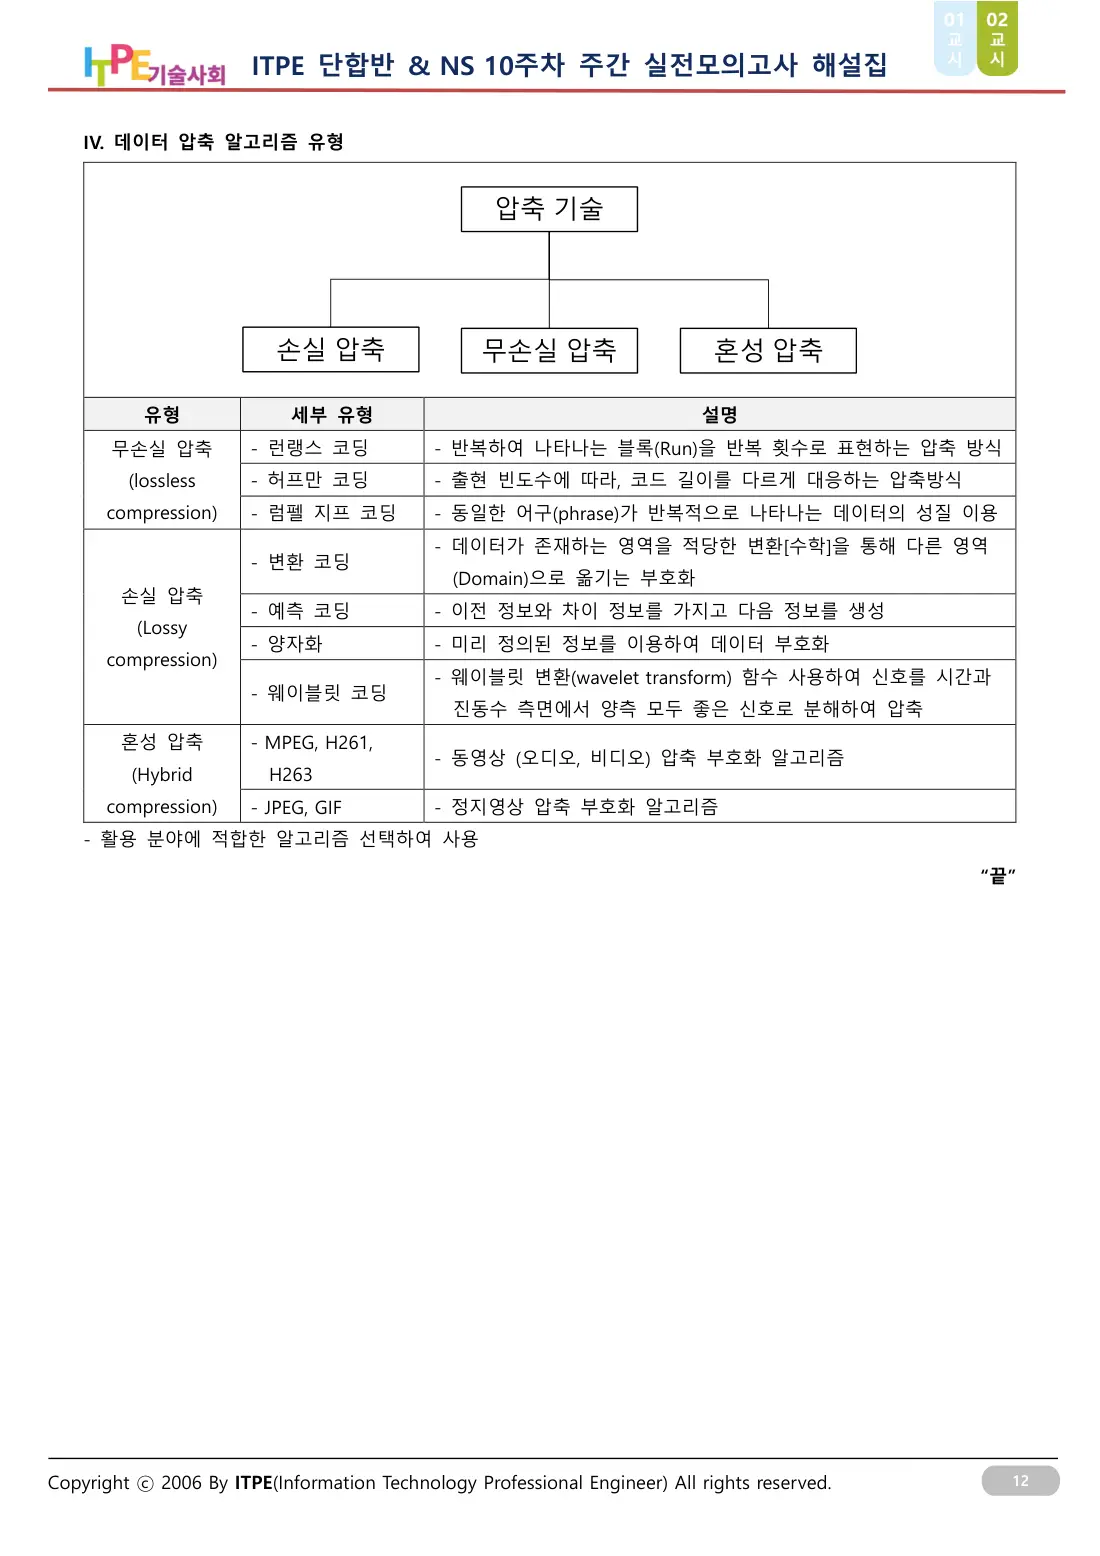 01
교
시
02
교
시
ITPE기술사회
ITPE 단합반 & NS 10주차 주간 실전모의고사 해설집
IV. 데이터 압축 알고리즘 유형
압축 기술
손실 압축
무손실 압축
혼성 압축
유형
세부 유형
설명
무손실 압축
(lossless
compression)
- 런랭스 코딩
- 반복하여 나타나는 블록(Run)을 반복 횟수로 표현하는 압축 방식
- 허프만 코딩
- 출현 빈도수에 따라, 코드 길이를 다르게 대응하는 압축방식
- 럼펠 지프 코딩
- 동일한 어구(phrase)가 반복적으로 나타나는 데이터의 성질 이용
손실 압축
(Lossy
compression)
- 변환 코딩
- 데이터가 존재하는 영역을 적당한 변환[수학]을 통해 다른 영역
(Domain)으로 옮기는 부호화
- 예측 코딩
- 이전 정보와 차이 정보를 가지고 다음 정보를 생성
- 양자화
- 미리 정의된 정보를 이용하여 데이터 부호화
- 웨이블릿 코딩
- 웨이블릿 변환(wavelet transform) 함수 사용하여 신호를 시간과
진동수 측면에서 양측 모두 좋은 신호로 분해하여 압축
혼성 압축
(Hybrid
compression)
- MPEG, H261,
H263
- 동영상 (오디오, 비디오) 압축 부호화 알고리즘
- JPEG, GIF
- 정지영상 압축 부호화 알고리즘
- 활용 분야에 적합한 알고리즘 선택하여 사용
“끝”
Copyright ⓒ 2006 By ITPE(Information Technology Professional Engineer) All rights reserved.
12